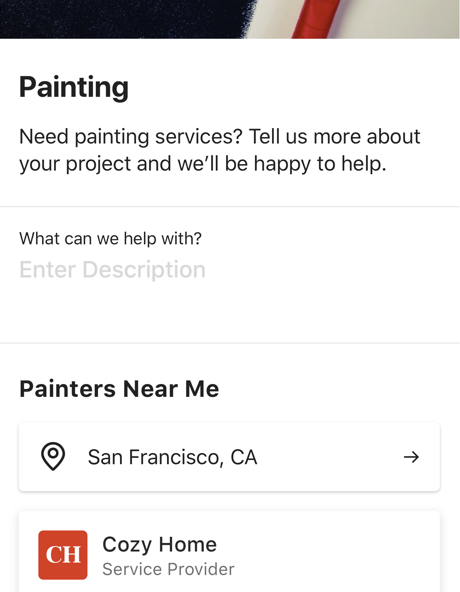 Painting
Need painting services? Tell us more about
your project and we'll be happy to help.
What can we help with?
Enter Description
Painters Near Me
San Francisco, CA
CH
Cozy Home
Service Provider